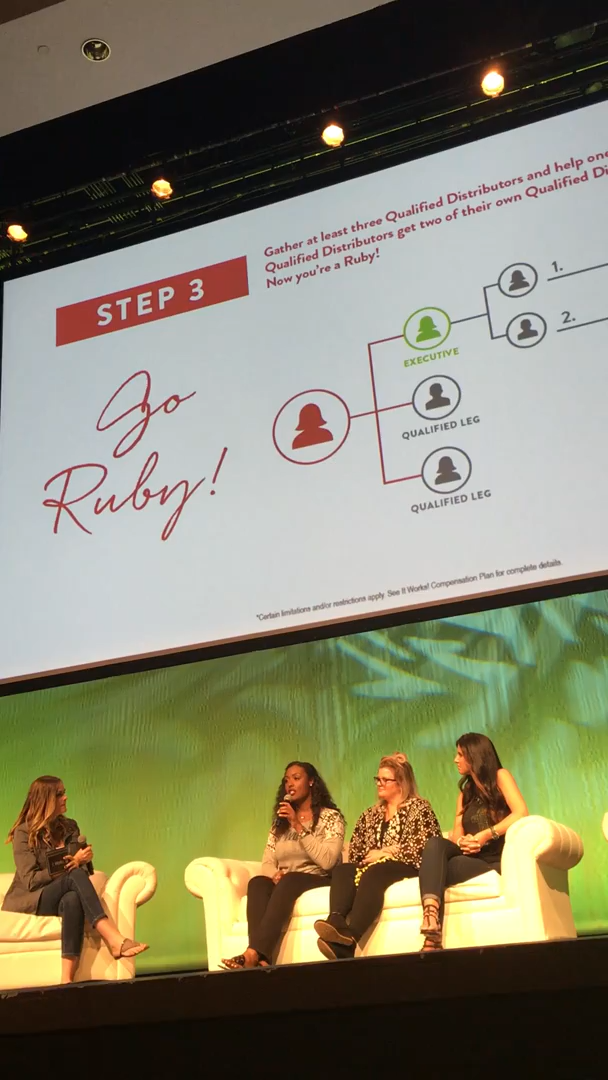 Gather at least three Qualified Distributors and help one
Qualified Distributors get two of their own Qualified Di
Now you're a Ruby!
STEP 3
Go
Ruby!
EXECUTIVE
1.
2.
QUALIFIED LEG
QUALIFIED LEG
*Certain limitations and/or restrictions apply. See It Works! Compensation Plan for complete details.